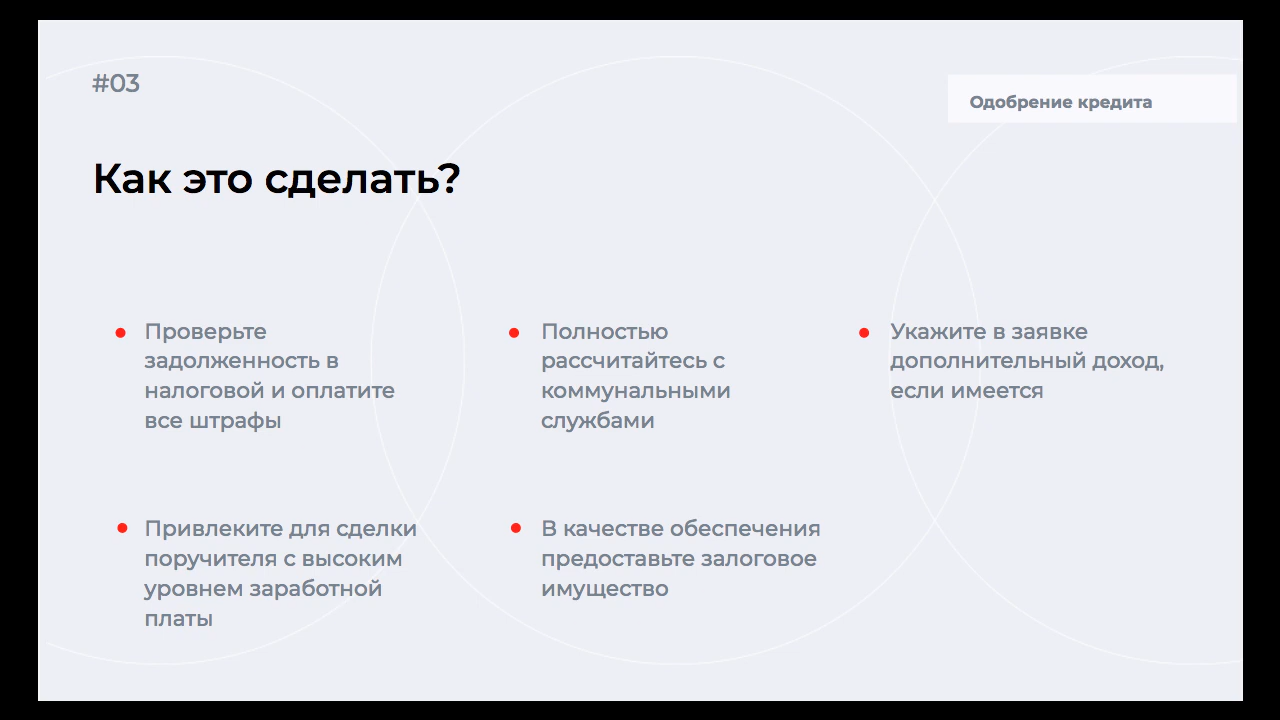 #03
Одобрение кредита
Как это сделать?
Проверьте
задолженность в
налоговой и оплатите
все штрафы
Полностью
рассчитайтесь с
коммунальными
службами
Укажите в заявке
дополнительный доход,
если имеется
Привлеките для сделки
поручителя с высоким
уровнем заработной
платы
В качестве обеспечения
предоставьте залоговое
имущество